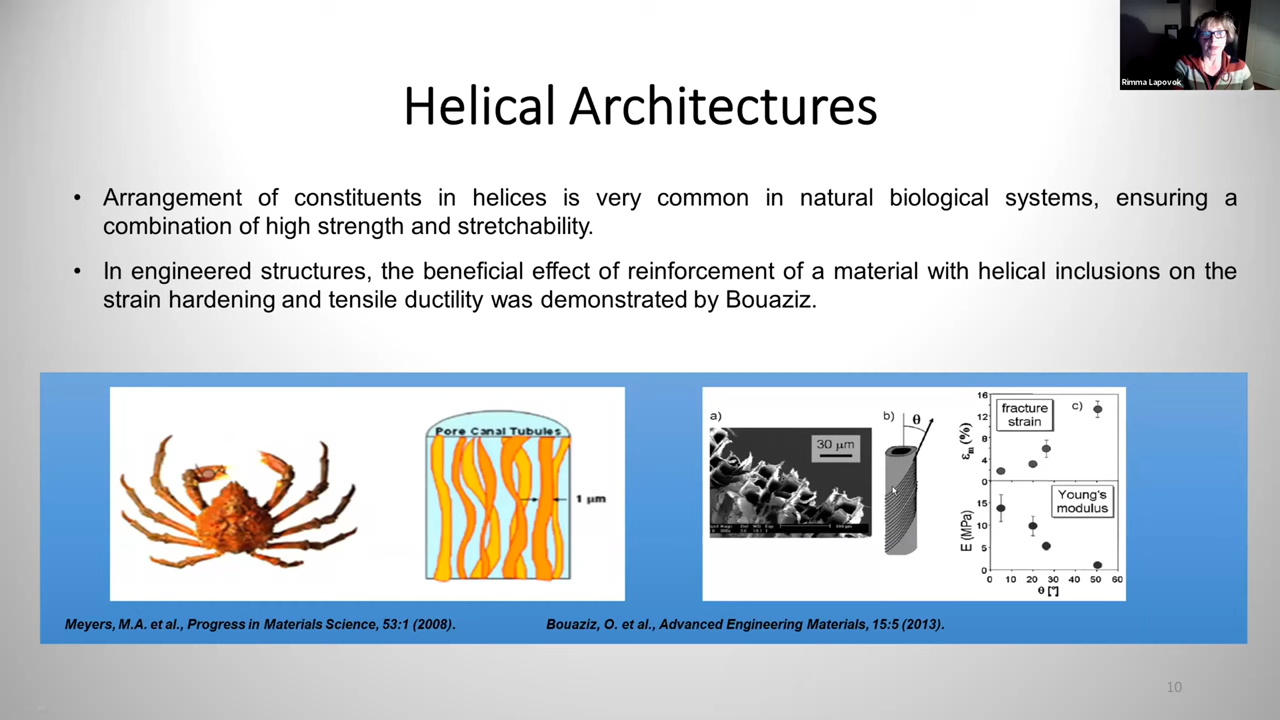 Rimma Lapovok
Helical Architectures
• Arrangement of constituents in helices is very common in natural biological systems, ensuring a
combination of high strength and stretchability.
• In engineered structures, the beneficial effect of reinforcement of a material with helical inclusions on the
strain hardening and tensile ductility was demonstrated by Bouaziz.
Pore Canal Tubules
1 μm
a)
30 μm
b)
θ
c)
fracture
strain
εm(%)
16
12
8
4
0
Young's
modulus
E (MPa)
15
10
5
0
0 10 20 30 40 50 60
θ [°]
Meyers, M.A. et al., Progress in Materials Science, 53:1 (2008).
Bouaziz, O. et al., Advanced Engineering Materials, 15:5 (2013).
10